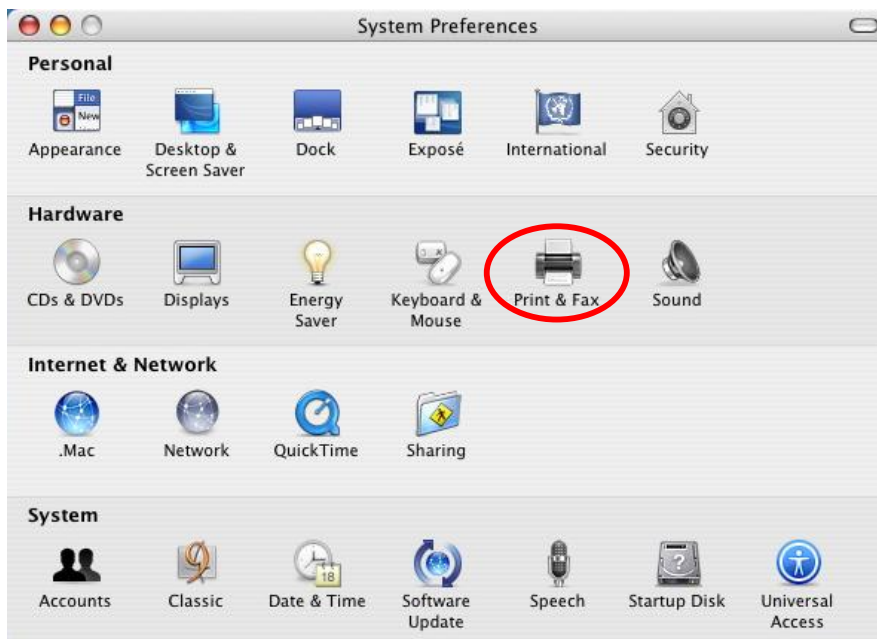 System Preferences
Personal
File
New
Appearance
Desktop &
Screen Saver
Dock
Exposé
International
Security
Hardware
CDs & DVDs
Displays
Energy
Saver
Keyboard &
Mouse
Print & Fax
Sound
Internet & Network
.Mac
Network
QuickTime
Sharing
System
9
18
?
Accounts
Classic
Date & Time
Software
Update
Speech
Startup Disk
Universal
Access